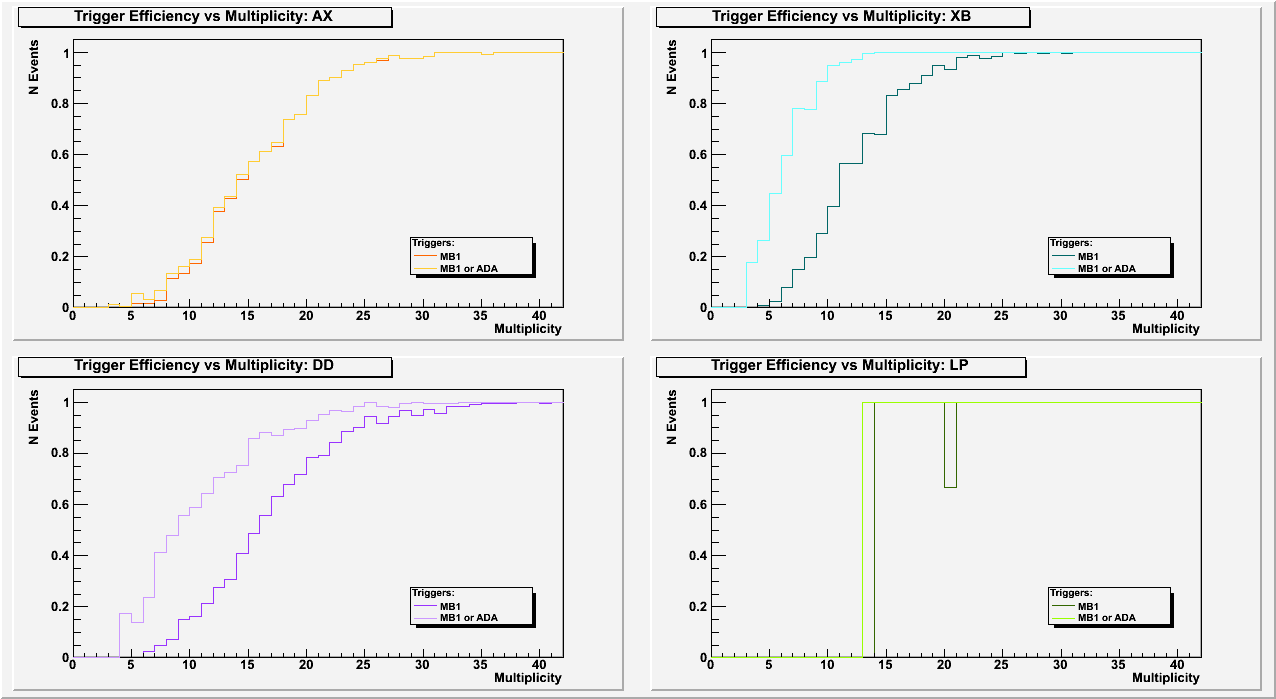 Trigger Efficiency vs Multiplicity: AX
N Events
1
0.8
0.6
0.4
0.2
0
Triggers:
MB1
MB1 or ADA
0 5 10 15 20 25 30 35 40
Multiplicity
Trigger Efficiency vs Multiplicity: XB
N Events
1
0.8
0.6
0.4
0.2
0
Triggers:
MB1
MB1 or ADA
0 5 10 15 20 25 30 35 40
Multiplicity
Trigger Efficiency vs Multiplicity: DD
N Events
1
0.8
0.6
0.4
0.2
0
Triggers:
MB1
MB1 or ADA
0 5 10 15 20 25 30 35 40
Multiplicity
Trigger Efficiency vs Multiplicity: LP
N Events
1
0.8
0.6
0.4
0.2
0
Triggers:
MB1
MB1 or ADA
0 5 10 15 20 25 30 35 40
Multiplicity